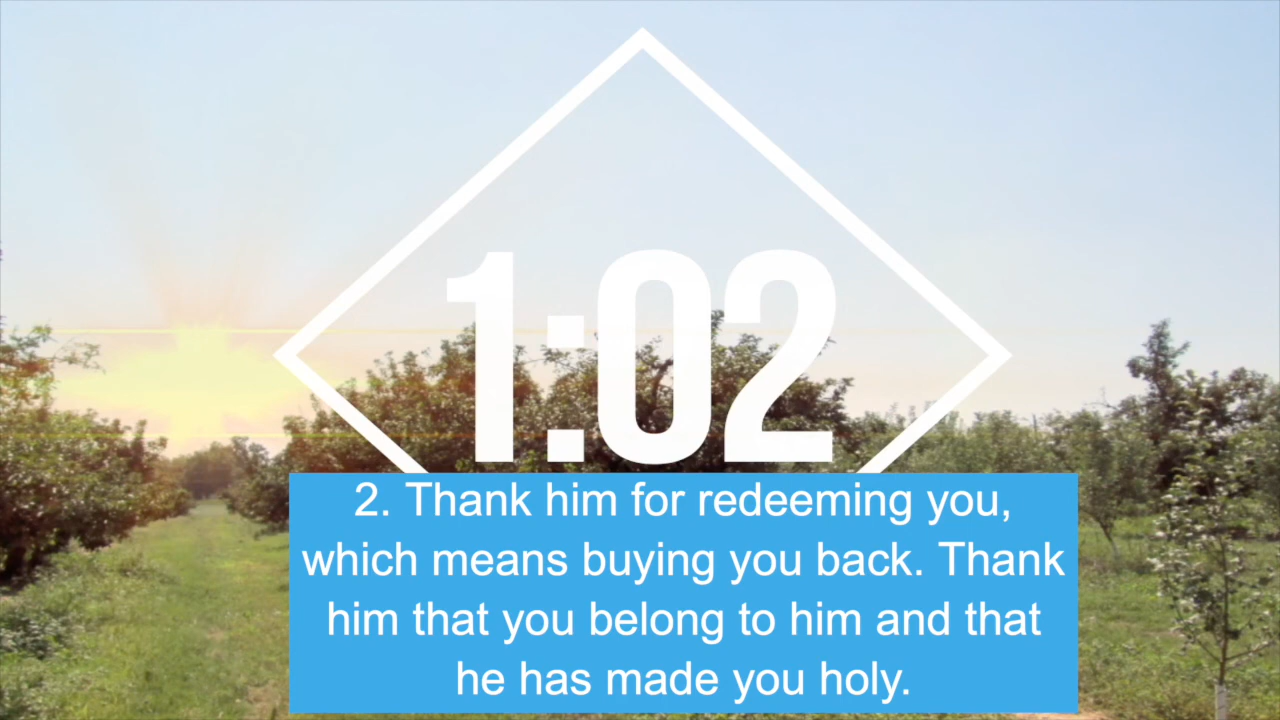 1:02
2. Thank him for redeeming you,
which means buying you back. Thank
him that you belong to him and that
he has made you holy.